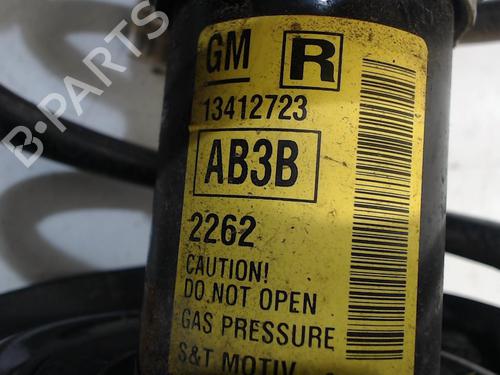 GM R
13412723
AB3B
2262
CAUTION!
DO NOT OPEN
GAS PRESSURE
S&T MOTIV
B-PARTS